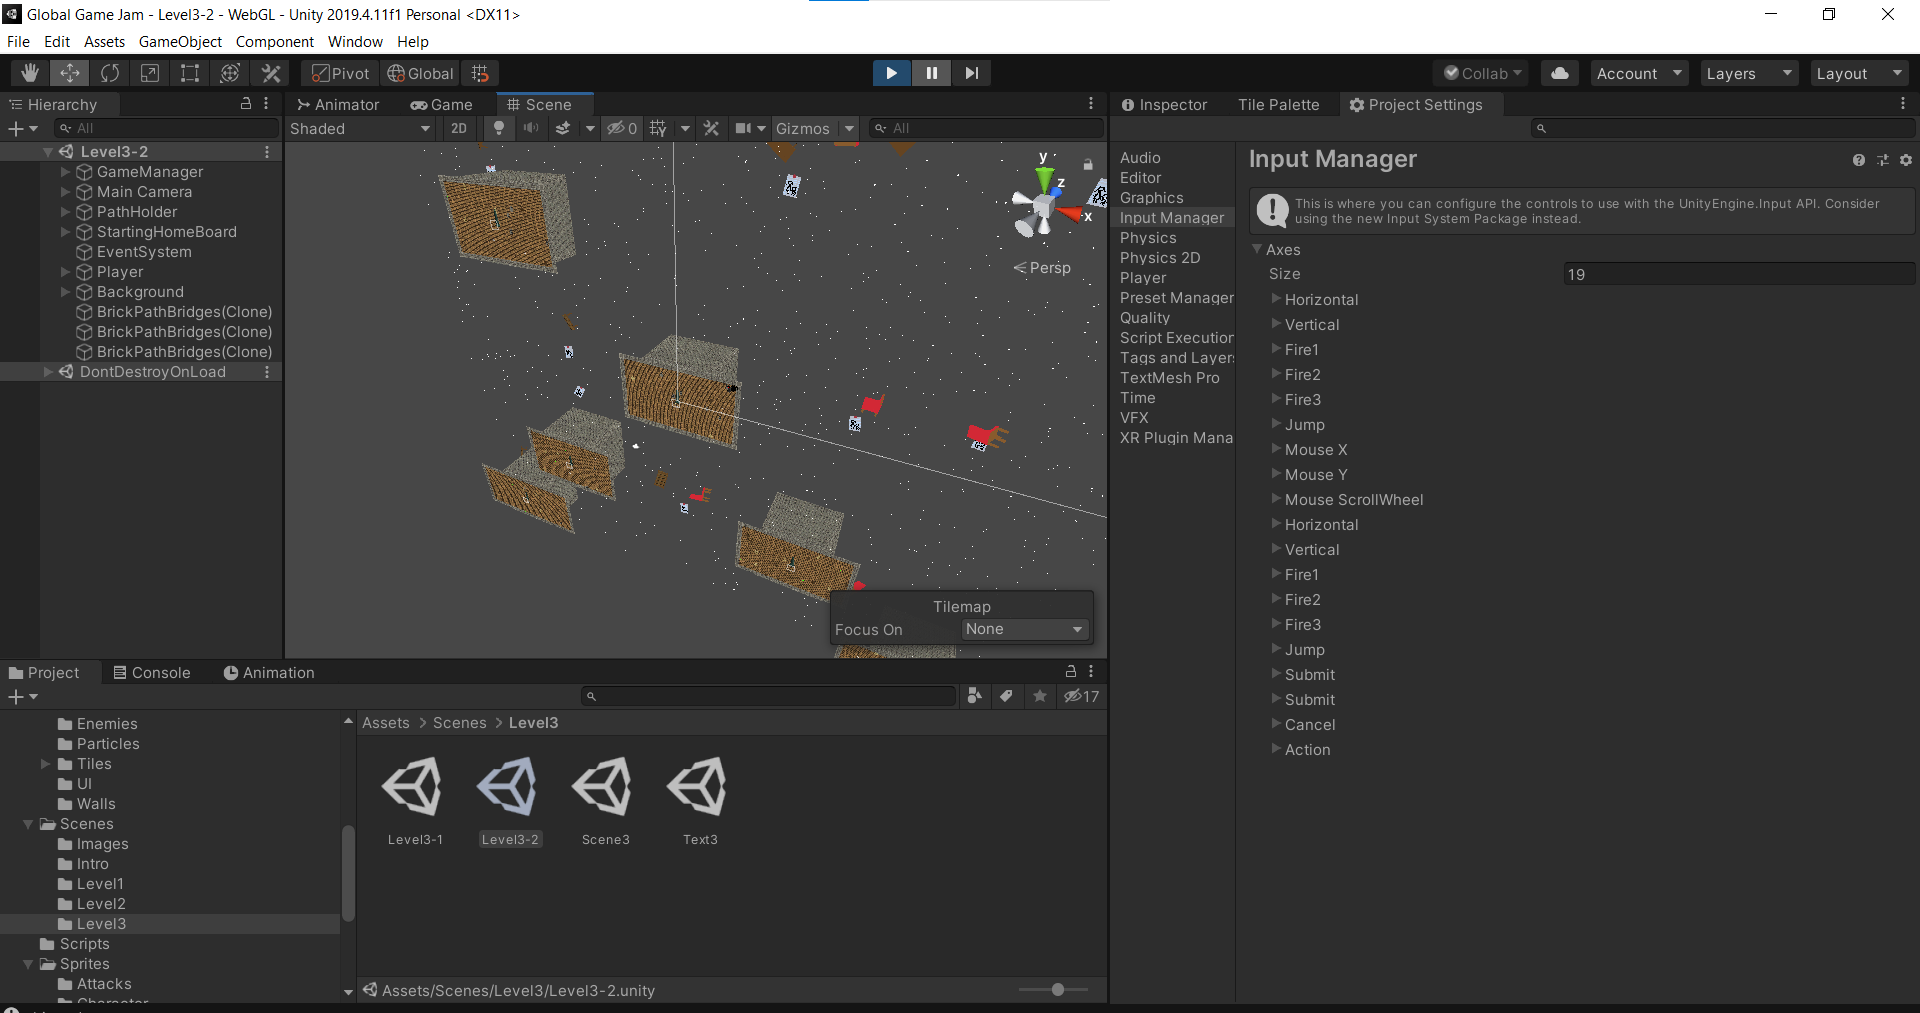 Global Game Jam - Level3-2 - WebGL - Unity 2019.4.11f1 Personal <DX11>
File Edit Assets GameObject Component Window Help
Pivot Global Collab Account Layers Layout
Hierarchy
All
Level3-2
GameManager
Main Camera
PathHolder
StartingHomeBoard
EventSystem
Player
Background
BrickPathBridges(Clone)
BrickPathBridges(Clone)
BrickPathBridges(Clone)
DontDestroyOnLoad
Animator Game Scene
Shaded 2D 0 Gizmos All
y
z
x
Persp
Tilemap
Focus On None
Inspector Tile Palette Project Settings
Audio
Editor
Graphics
Input Manager
Physics
Physics 2D
Player
Preset Manager
Quality
Script Execution
Tags and Layers
TextMesh Pro
Time
VFX
XR Plugin Mana
Input Manager
This is where you can configure the controls to use with the UnityEngine.Input API. Consider
using the new Input System Package instead.
Axes
Size 19
Horizontal
Vertical
Fire1
Fire2
Fire3
Jump
Mouse X
Mouse Y
Mouse ScrollWheel
Horizontal
Vertical
Fire1
Fire2
Fire3
Jump
Submit
Submit
Cancel
Action
Project Console Animation
17
Enemies
Particles
Tiles
UI
Walls
Scenes
Images
Intro
Level1
Level2
Level3
Scripts
Sprites
Attacks
Character
Assets > Scenes > Level3
Level3-1 Level3-2 Scene3 Text3
Assets/Scenes/Level3/Level3-2.unity